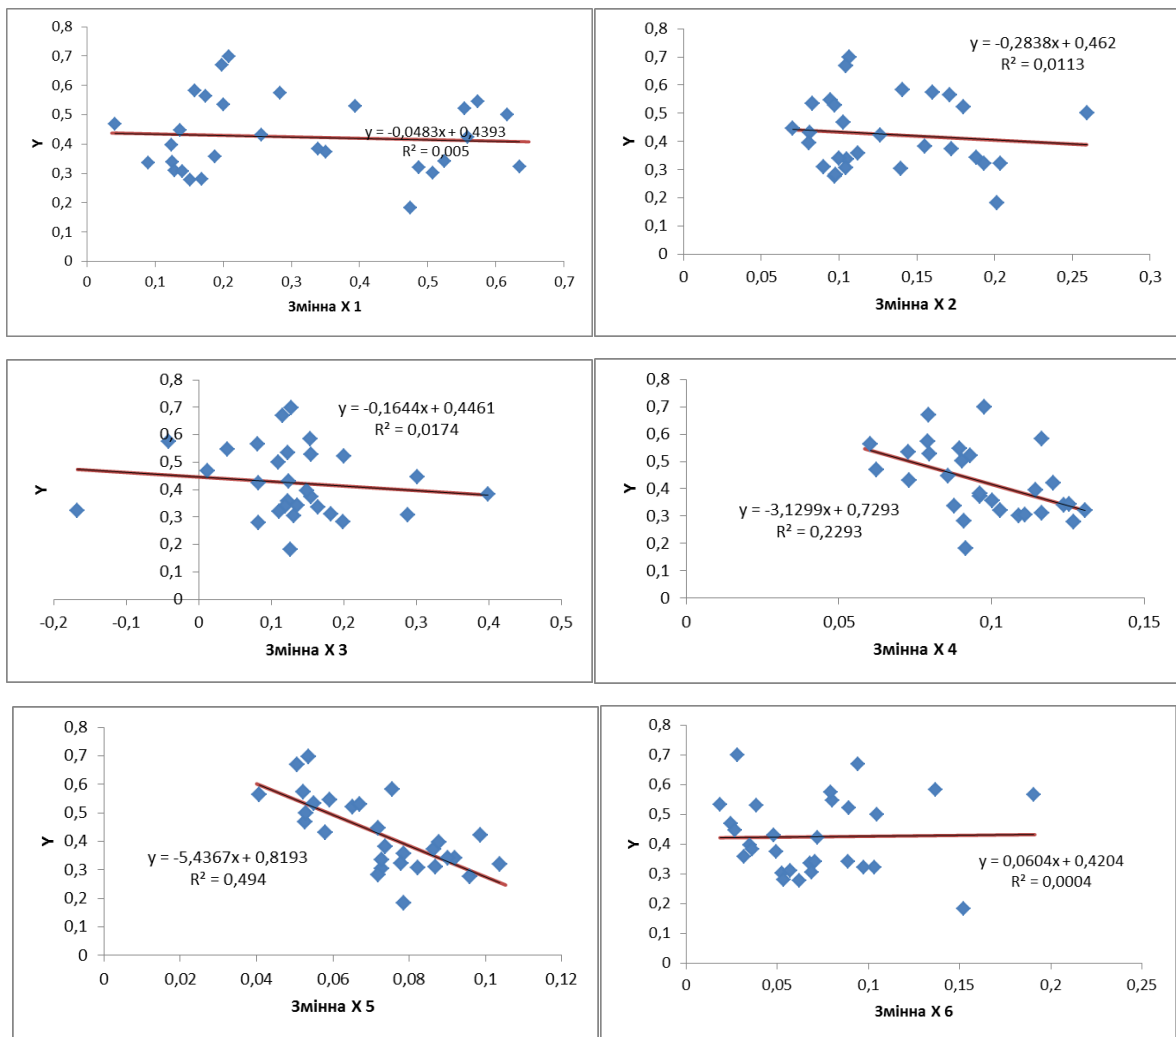 0,8
0,7
0,6
0,5
0,4
0,3
0,2
0,1
0
Y
y = -0,0483x + 0,4393
R² = 0,005
0 0,1 0,2 0,3 0,4 0,5 0,6 0,7
Змінна X 1
0,8
0,7
0,6
0,5
0,4
0,3
0,2
0,1
0
Y
y = -0,2838x + 0,462
R² = 0,0113
0 0,05 0,1 0,15 0,2 0,25 0,3
Змінна X 2
0,8
0,7
0,6
0,5
0,4
0,3
0,2
0,1
0
Y
y = -0,1644x + 0,4461
R² = 0,0174
-0,2 -0,1 0 0,1 0,2 0,3 0,4 0,5
Змінна X 3
0,8
0,7
0,6
0,5
0,4
0,3
0,2
0,1
0
Y
y = -3,1299x + 0,7293
R² = 0,2293
0 0,05 0,1 0,15
Змінна X 4
0,8
0,7
0,6
0,5
0,4
0,3
0,2
0,1
0
Y
y = -5,4367x + 0,8193
R² = 0,494
0 0,02 0,04 0,06 0,08 0,1 0,12
Змінна X 5
0,8
0,7
0,6
0,5
0,4
0,3
0,2
0,1
0
Y
y = 0,0604x + 0,4204
R² = 0,0004
0 0,05 0,1 0,15 0,2 0,25
Змінна X 6